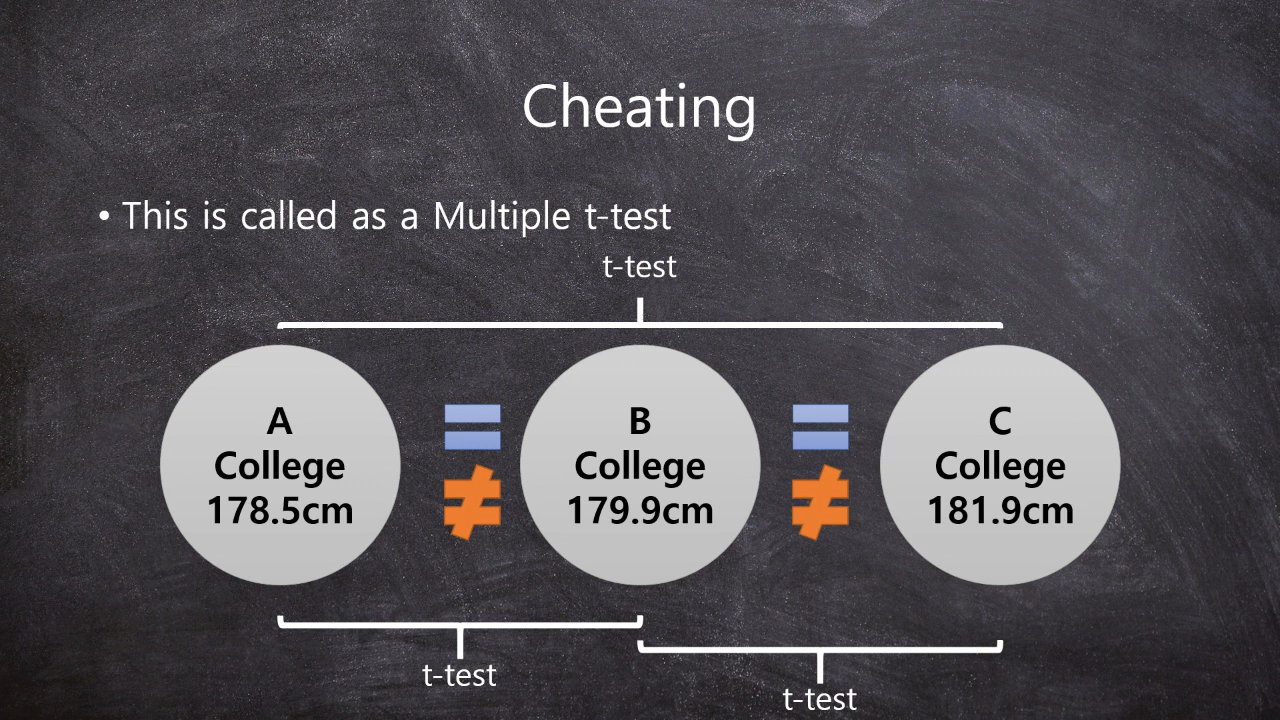 Cheating
• This is called as a Multiple t-test
t-test
A
College
178.5cm
=
≠
B
College
179.9cm
=
≠
C
College
181.9cm
t-test
t-test